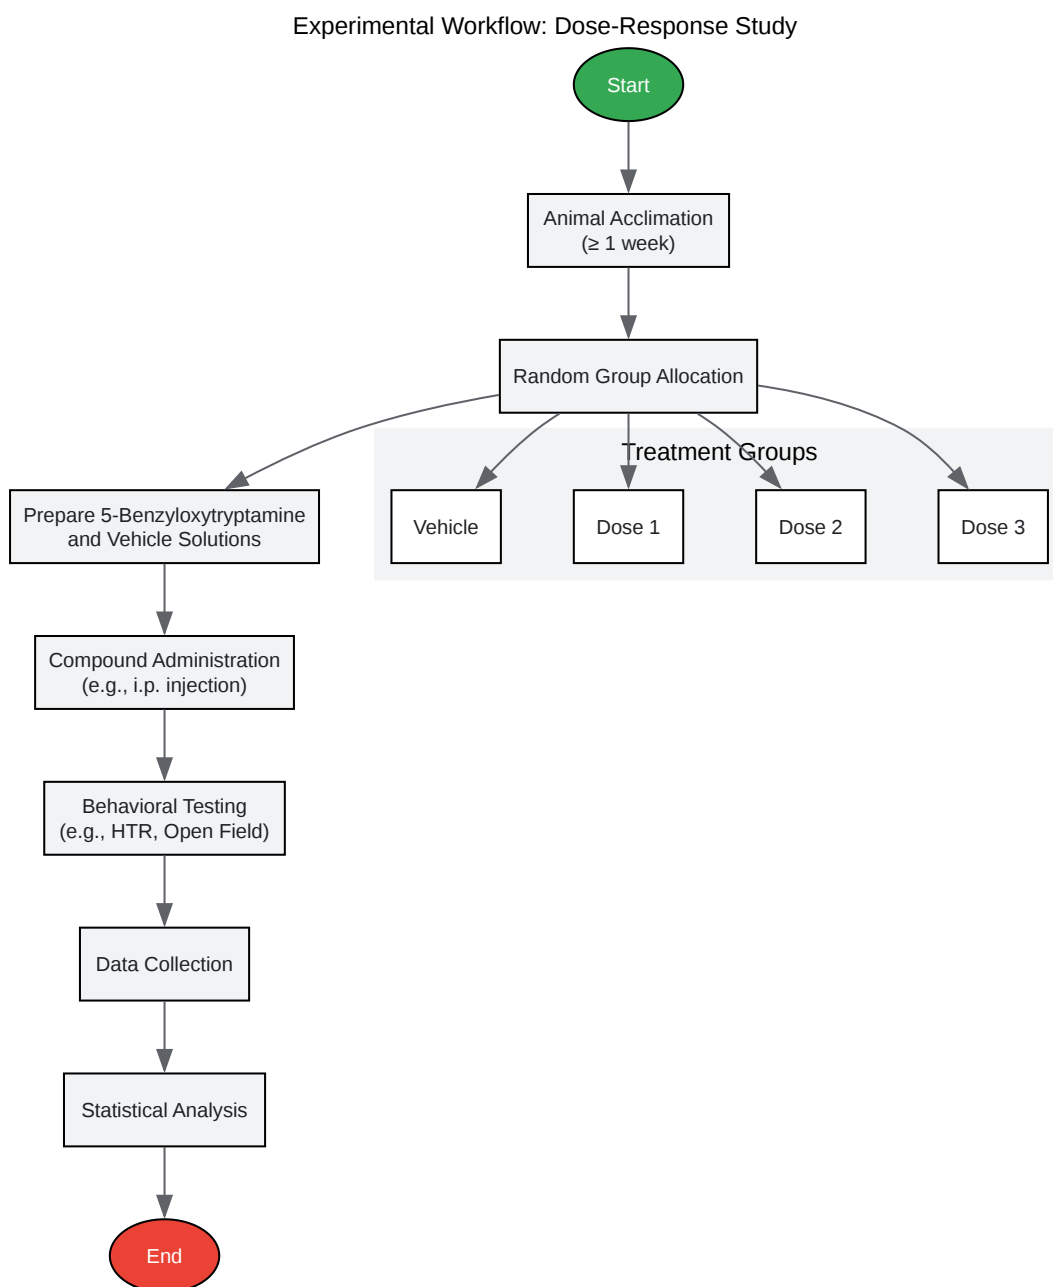 Experimental Workflow: Dose-Response Study
Start
Animal Acclimation
(≥ 1 week)
Random Group Allocation
Treatment Groups
Prepare 5-Benzyloxytryptamine
and Vehicle Solutions
Vehicle
Dose 1
Dose 2
Dose 3
Compound Administration
(e.g., i.p. injection)
Behavioral Testing
(e.g., HTR, Open Field)
Data Collection
Statistical Analysis
End